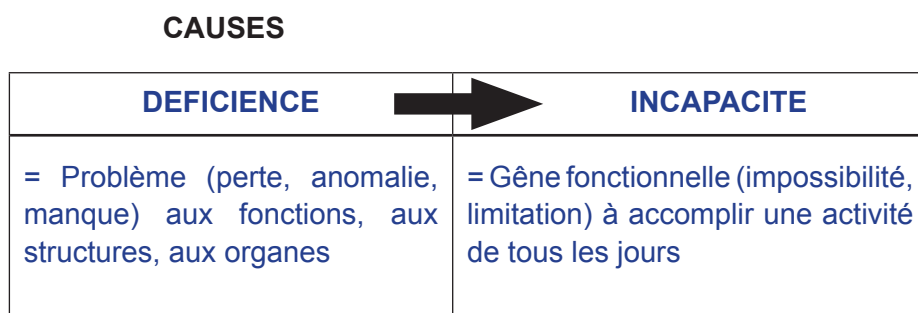 CAUSES
DEFICIENCE
INCAPACITE
= Problème (perte, anomalie,
manque) aux fonctions, aux
structures, aux organes
= Gêne fonctionnelle (impossibilité,
limitation) à accomplir une activité
de tous les jours